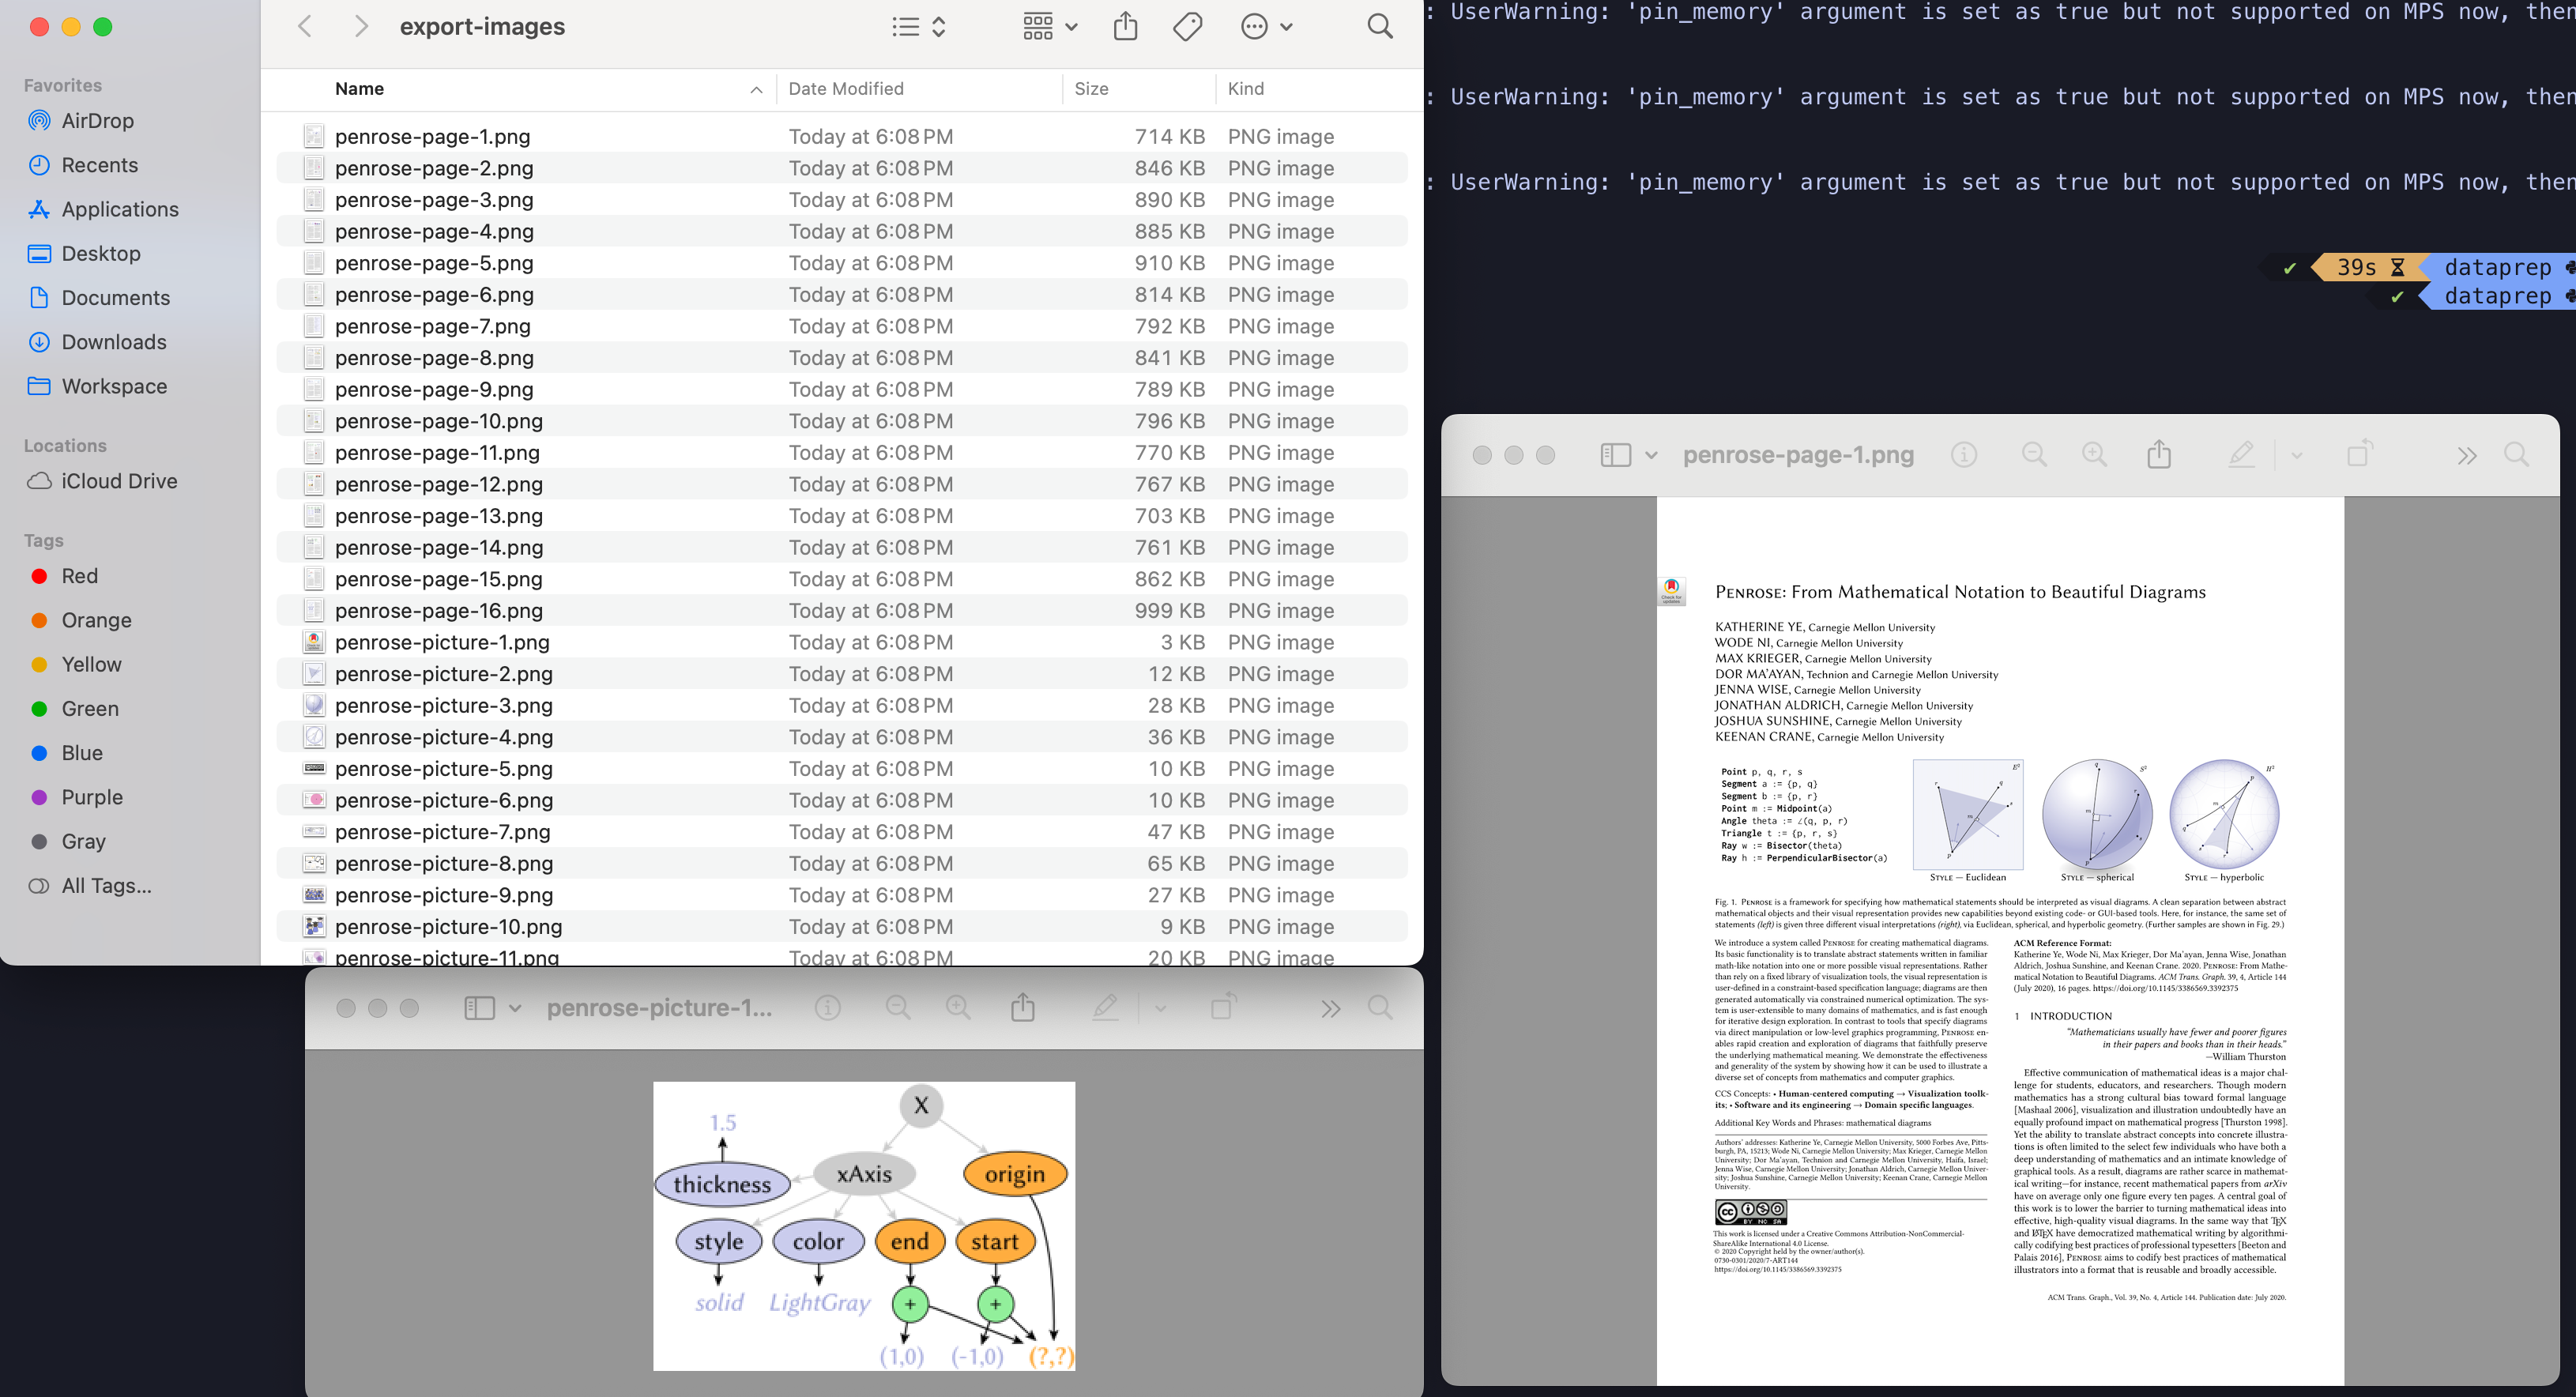 export-images
Favorites
AirDrop
Recents
Applications
Desktop
Documents
Downloads
Workspace
Locations
iCloud Drive
Tags
Red
Orange
Yellow
Green
Blue
Purple
Gray
All Tags...
Name Date Modified Size Kind
penrose-page-1.png Today at 6:08 PM 714 KB PNG image
penrose-page-2.png Today at 6:08 PM 846 KB PNG image
penrose-page-3.png Today at 6:08 PM 890 KB PNG image
penrose-page-4.png Today at 6:08 PM 885 KB PNG image
penrose-page-5.png Today at 6:08 PM 910 KB PNG image
penrose-page-6.png Today at 6:08 PM 814 KB PNG image
penrose-page-7.png Today at 6:08 PM 792 KB PNG image
penrose-page-8.png Today at 6:08 PM 841 KB PNG image
penrose-page-9.png Today at 6:08 PM 789 KB PNG image
penrose-page-10.png Today at 6:08 PM 796 KB PNG image
penrose-page-11.png Today at 6:08 PM 770 KB PNG image
penrose-page-12.png Today at 6:08 PM 767 KB PNG image
penrose-page-13.png Today at 6:08 PM 703 KB PNG image
penrose-page-14.png Today at 6:08 PM 761 KB PNG image
penrose-page-15.png Today at 6:08 PM 862 KB PNG image
penrose-page-16.png Today at 6:08 PM 999 KB PNG image
penrose-picture-1.png Today at 6:08 PM 3 KB PNG image
penrose-picture-2.png Today at 6:08 PM 12 KB PNG image
penrose-picture-3.png Today at 6:08 PM 28 KB PNG image
penrose-picture-4.png Today at 6:08 PM 36 KB PNG image
penrose-picture-5.png Today at 6:08 PM 10 KB PNG image
penrose-picture-6.png Today at 6:08 PM 10 KB PNG image
penrose-picture-7.png Today at 6:08 PM 47 KB PNG image
penrose-picture-8.png Today at 6:08 PM 65 KB PNG image
penrose-picture-9.png Today at 6:08 PM 27 KB PNG image
penrose-picture-10.png Today at 6:08 PM 9 KB PNG image
penrose-picture-11.png Today at 6:08 PM 20 KB PNG image
: UserWarning: 'pin_memory' argument is set as true but not supported on MPS now, then
: UserWarning: 'pin_memory' argument is set as true but not supported on MPS now, then
: UserWarning: 'pin_memory' argument is set as true but not supported on MPS now, then
✔ 39s dataprep
✔ dataprep
penrose-picture-1...
X
1.5
thickness xAxis origin
style color end start
solid LightGray + +
(1,0) (-1,0) (?,?)
penrose-page-1.png
Check for
updates
PENROSE: From Mathematical Notation to Beautiful Diagrams
KATHERINE YE, Carnegie Mellon University
WODE NI, Carnegie Mellon University
MAX KRIEGER, Carnegie Mellon University
DOR MA'AYAN, Technion and Carnegie Mellon University
JENNA WISE, Carnegie Mellon University
JONATHAN ALDRICH, Carnegie Mellon University
JOSHUA SUNSHINE, Carnegie Mellon University
KEENAN CRANE, Carnegie Mellon University
Point p, q, r, s
Segment a := {p, q}
Segment b := {p, r}
Point m := Midpoint(a)
Angle theta := ∠(q, p, r)
Triangle t := {p, r, s}
Ray w := Bisector(theta)
Ray h := PerpendicularBisector(a)
STYLE — Euclidean STYLE — spherical STYLE — hyperbolic
Fig. 1. PENROSE is a framework for specifying how mathematical statements should be interpreted as visual diagrams. A clean separation between abstract
mathematical objects and their visual representation provides new capabilities beyond existing code- or GUI-based tools. Here, for instance, the same set of
statements (left) is given three different visual interpretations (right), via Euclidean, spherical, and hyperbolic geometry. (Further samples are shown in Fig. 29.)
We introduce a system called PENROSE for creating mathematical diagrams.
Its basic functionality is to translate abstract statements written in familiar
math-like notation into one or more possible visual representations. Rather
than rely on a fixed library of visualization tools, the visual representation is
user-defined in a constraint-based specification language; diagrams are then
generated automatically via constrained numerical optimization. The sys-
tem is user-extensible to many domains of mathematics, and is fast enough
for iterative design exploration. In contrast to tools that specify diagrams
via direct manipulation or low-level graphics programming, PENROSE en-
ables rapid creation and exploration of diagrams that faithfully preserve
the underlying mathematical meaning. We demonstrate the effectiveness
and generality of the system by showing how it can be used to illustrate a
diverse set of concepts from mathematics and computer graphics.
CCS Concepts: • Human-centered computing → Visualization toolk-
its; • Software and its engineering → Domain specific languages.
Additional Key Words and Phrases: mathematical diagrams
Authors' addresses: Katherine Ye, Carnegie Mellon University, 5000 Forbes Ave, Pitts-
burgh, PA, 15213; Wode Ni, Carnegie Mellon University; Max Krieger, Carnegie Mellon
University; Dor Ma'ayan, Technion and Carnegie Mellon University, Haifa, Israel;
Jenna Wise, Carnegie Mellon University; Jonathan Aldrich, Carnegie Mellon Univer-
sity; Joshua Sunshine, Carnegie Mellon University; Keenan Crane, Carnegie Mellon
University.
cc BY NC SA
This work is licensed under a Creative Commons Attribution-NonCommercial-
ShareAlike International 4.0 License.
© 2020 Copyright held by the owner/author(s).
0730-0301/2020/7-ART144
https://doi.org/10.1145/3386569.3392375
ACM Reference Format:
Katherine Ye, Wode Ni, Max Krieger, Dor Ma'ayan, Jenna Wise, Jonathan
Aldrich, Joshua Sunshine, and Keenan Crane. 2020. PENROSE: From Mathe-
matical Notation to Beautiful Diagrams. ACM Trans. Graph. 39, 4, Article 144
(July 2020), 16 pages. https://doi.org/10.1145/3386569.3392375
1 INTRODUCTION
“Mathematicians usually have fewer and poorer figures
in their papers and books than in their heads.”
—William Thurston
Effective communication of mathematical ideas is a major chal-
lenge for students, educators, and researchers. Though modern
mathematics has a strong cultural bias toward formal language
[Mashaal 2006], visualization and illustration undoubtedly have an
equally profound impact on mathematical progress [Thurston 1998].
Yet the ability to translate abstract concepts into concrete illustra-
tions is often limited to the select few individuals who have both a
deep understanding of mathematics and an intimate knowledge of
graphical tools. As a result, diagrams are rather scarce in mathemat-
ical writing—for instance, recent mathematical papers from arXiv
have on average only one figure every ten pages. A central goal of
this work is to lower the barrier to turning mathematical ideas into
effective, high-quality visual diagrams. In the same way that TEX
and LATEX have democratized mathematical writing by algorithmi-
cally codifying best practices of professional typesetters [Beeton and
Palais 2016], PENROSE aims to codify best practices of mathematical
illustrators into a format that is reusable and broadly accessible.
ACM Trans. Graph., Vol. 39, No. 4, Article 144. Publication date: July 2020.